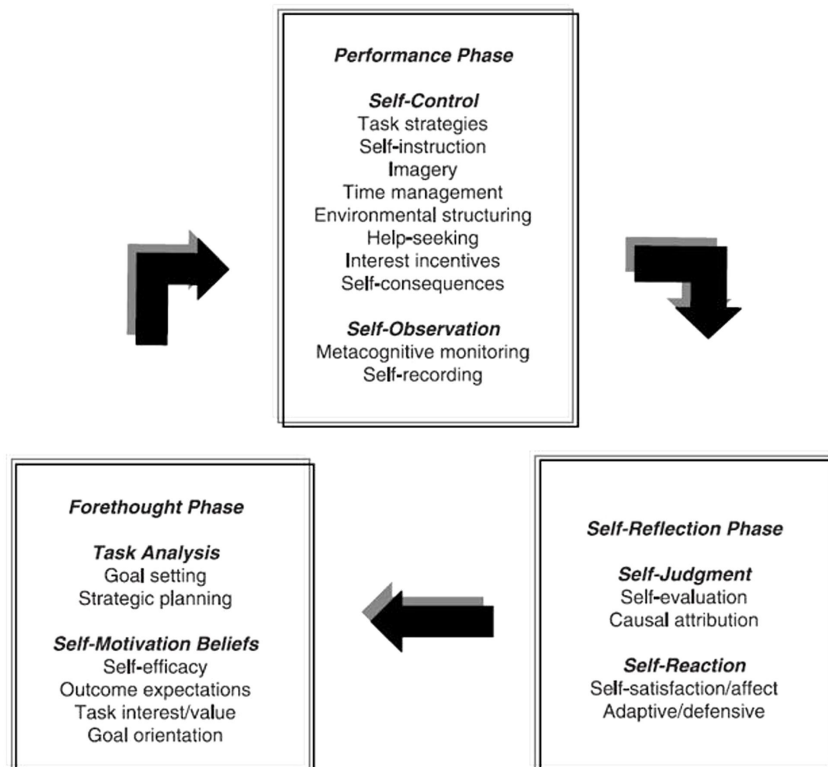 Performance Phase
Self-Control
Task strategies
Self-instruction
Imagery
Time management
Environmental structuring
Help-seeking
Interest incentives
Self-consequences
Self-Observation
Metacognitive monitoring
Self-recording
Forethought Phase
Task Analysis
Goal setting
Strategic planning
Self-Motivation Beliefs
Self-efficacy
Outcome expectations
Task interest/value
Goal orientation
Self-Reflection Phase
Self-Judgment
Self-evaluation
Causal attribution
Self-Reaction
Self-satisfaction/affect
Adaptive/defensive